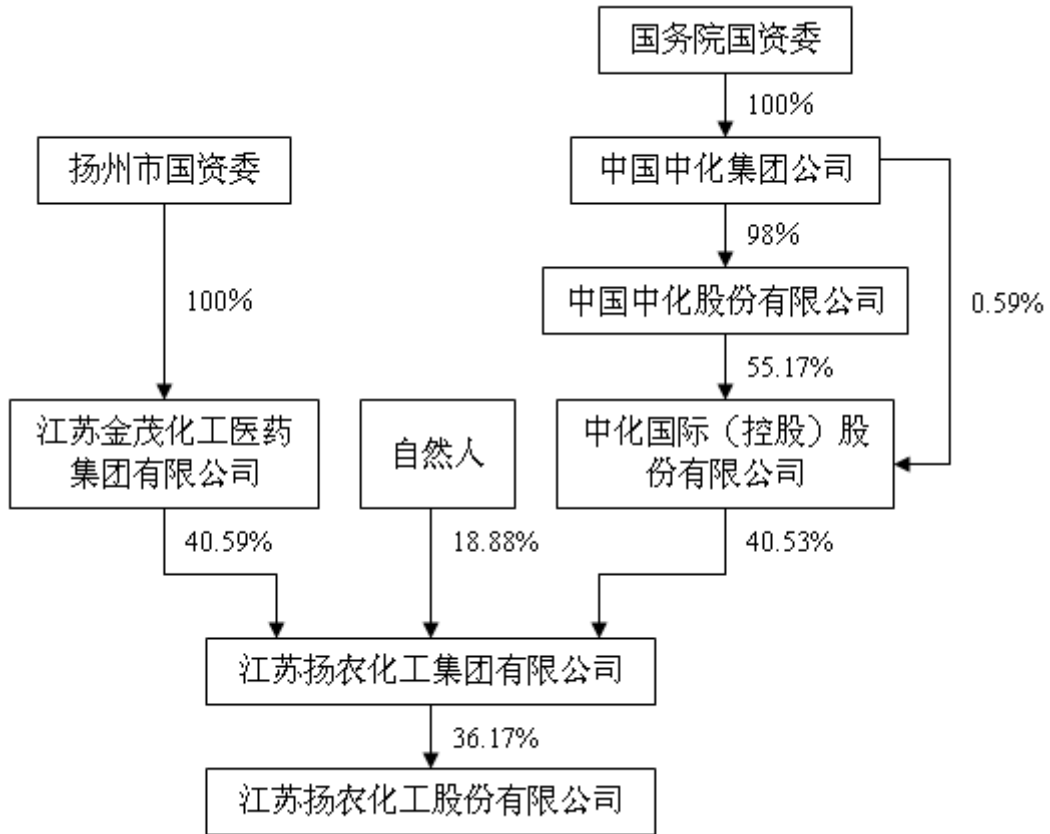 国务院国资委
100%
扬州市国资委
中国中化集团公司
98%
100%
中国中化股份有限公司
0.59%
55.17%
江苏金茂化工医药
集团有限公司
自然人
中化国际（控股）股
份有限公司
40.59%
18.88%
40.53%
江苏扬农化工集团有限公司
36.17%
江苏扬农化工股份有限公司